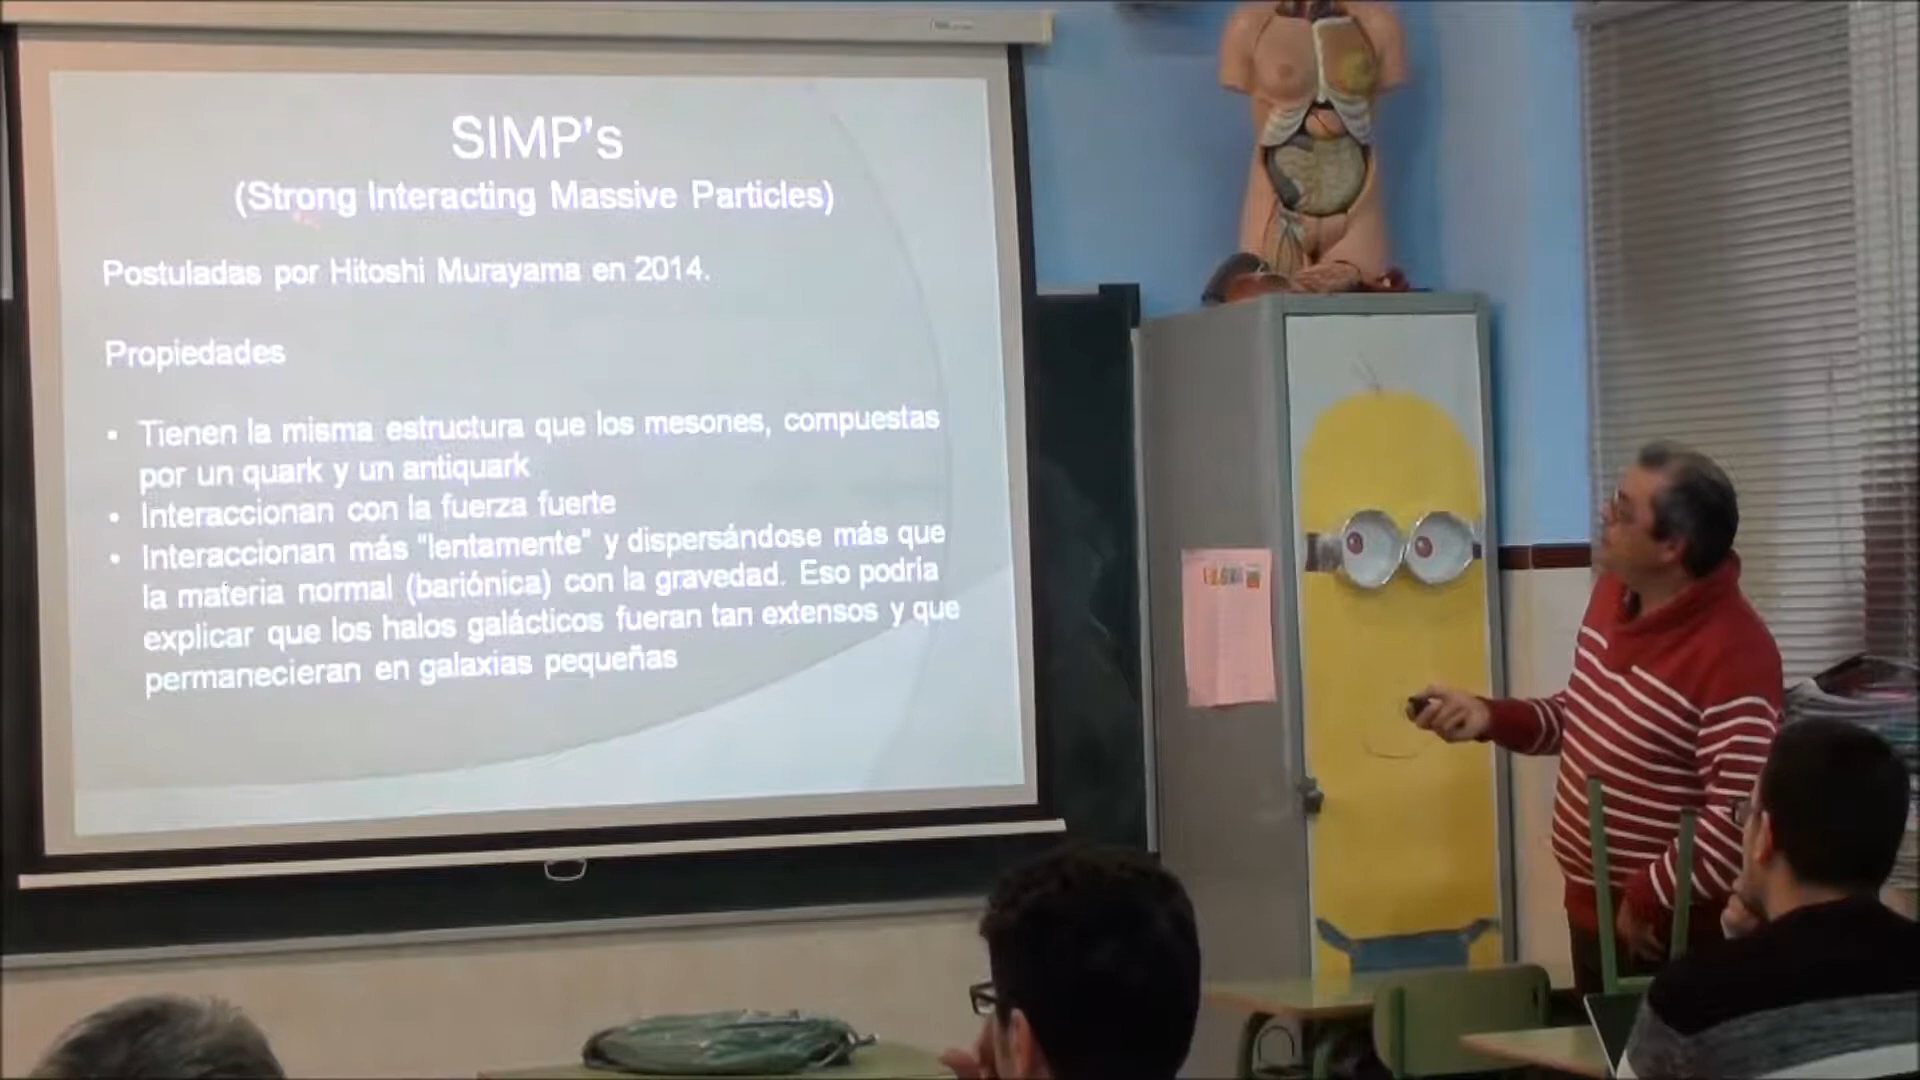 SIMP's
(Strong Interacting Massive Particles)
Postuladas por Hitoshi Murayama en 2014.
Propiedades
• Tienen la misma estructura que los mesones, compuestas
por un quark y un antiquark
• Interaccionan con la fuerza fuerte
• Interaccionan más "lentamente" y dispersándose más que
la materia normal (bariónica) con la gravedad. Eso podría
explicar que los halos galácticos fueran tan extensos y que
permanecieran en galaxias pequeñas